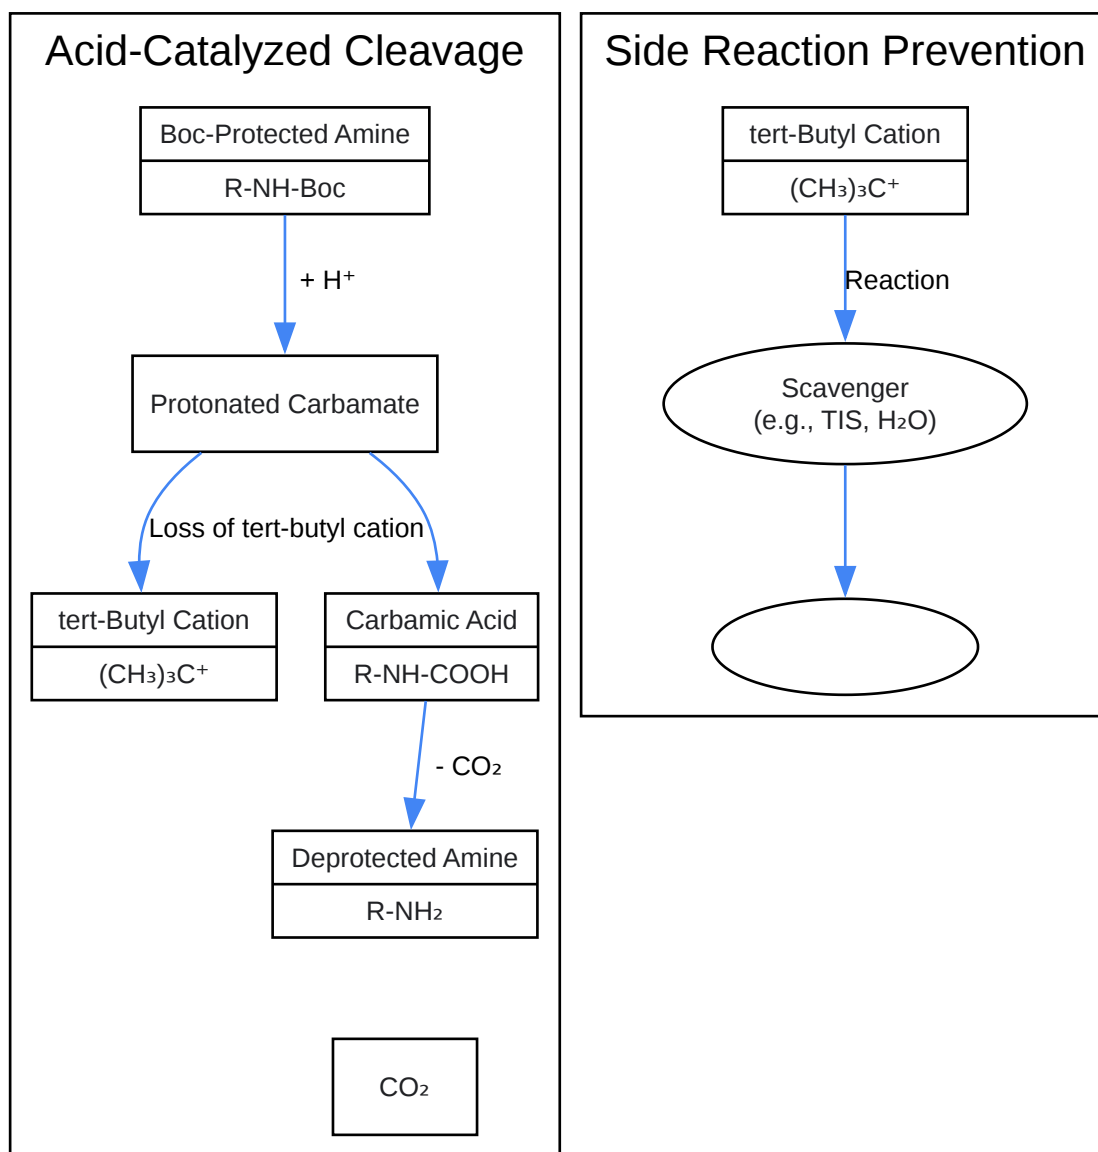 Acid-Catalyzed Cleavage
Boc-Protected Amine
R-NH-Boc
+ H⁺
Protonated Carbamate
Loss of tert-butyl cation
tert-Butyl Cation
(CH₃)₃C⁺
Carbamic Acid
R-NH-COOH
- CO₂
Deprotected Amine
R-NH₂
CO₂
Side Reaction Prevention
tert-Butyl Cation
(CH₃)₃C⁺
Reaction
Scavenger
(e.g., TIS, H₂O)